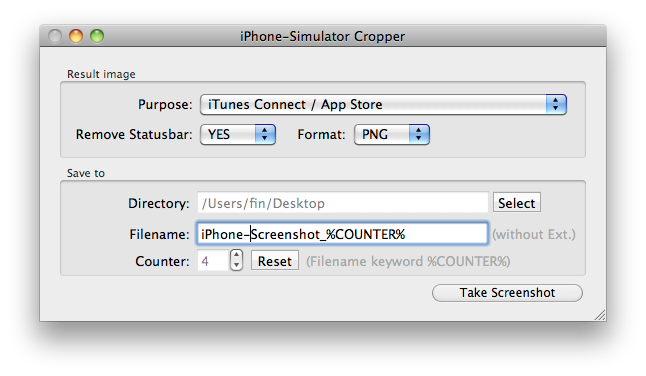 iPhone-Simulator Cropper
Result image
Purpose: iTunes Connect / App Store
Remove Statusbar: YES Format: PNG
Save to
Directory: /Users/fin/Desktop Select
Filename: iPhone-Screenshot_%COUNTER% (without Ext.)
Counter: 4 Reset (Filename keyword %COUNTER%)
Take Screenshot